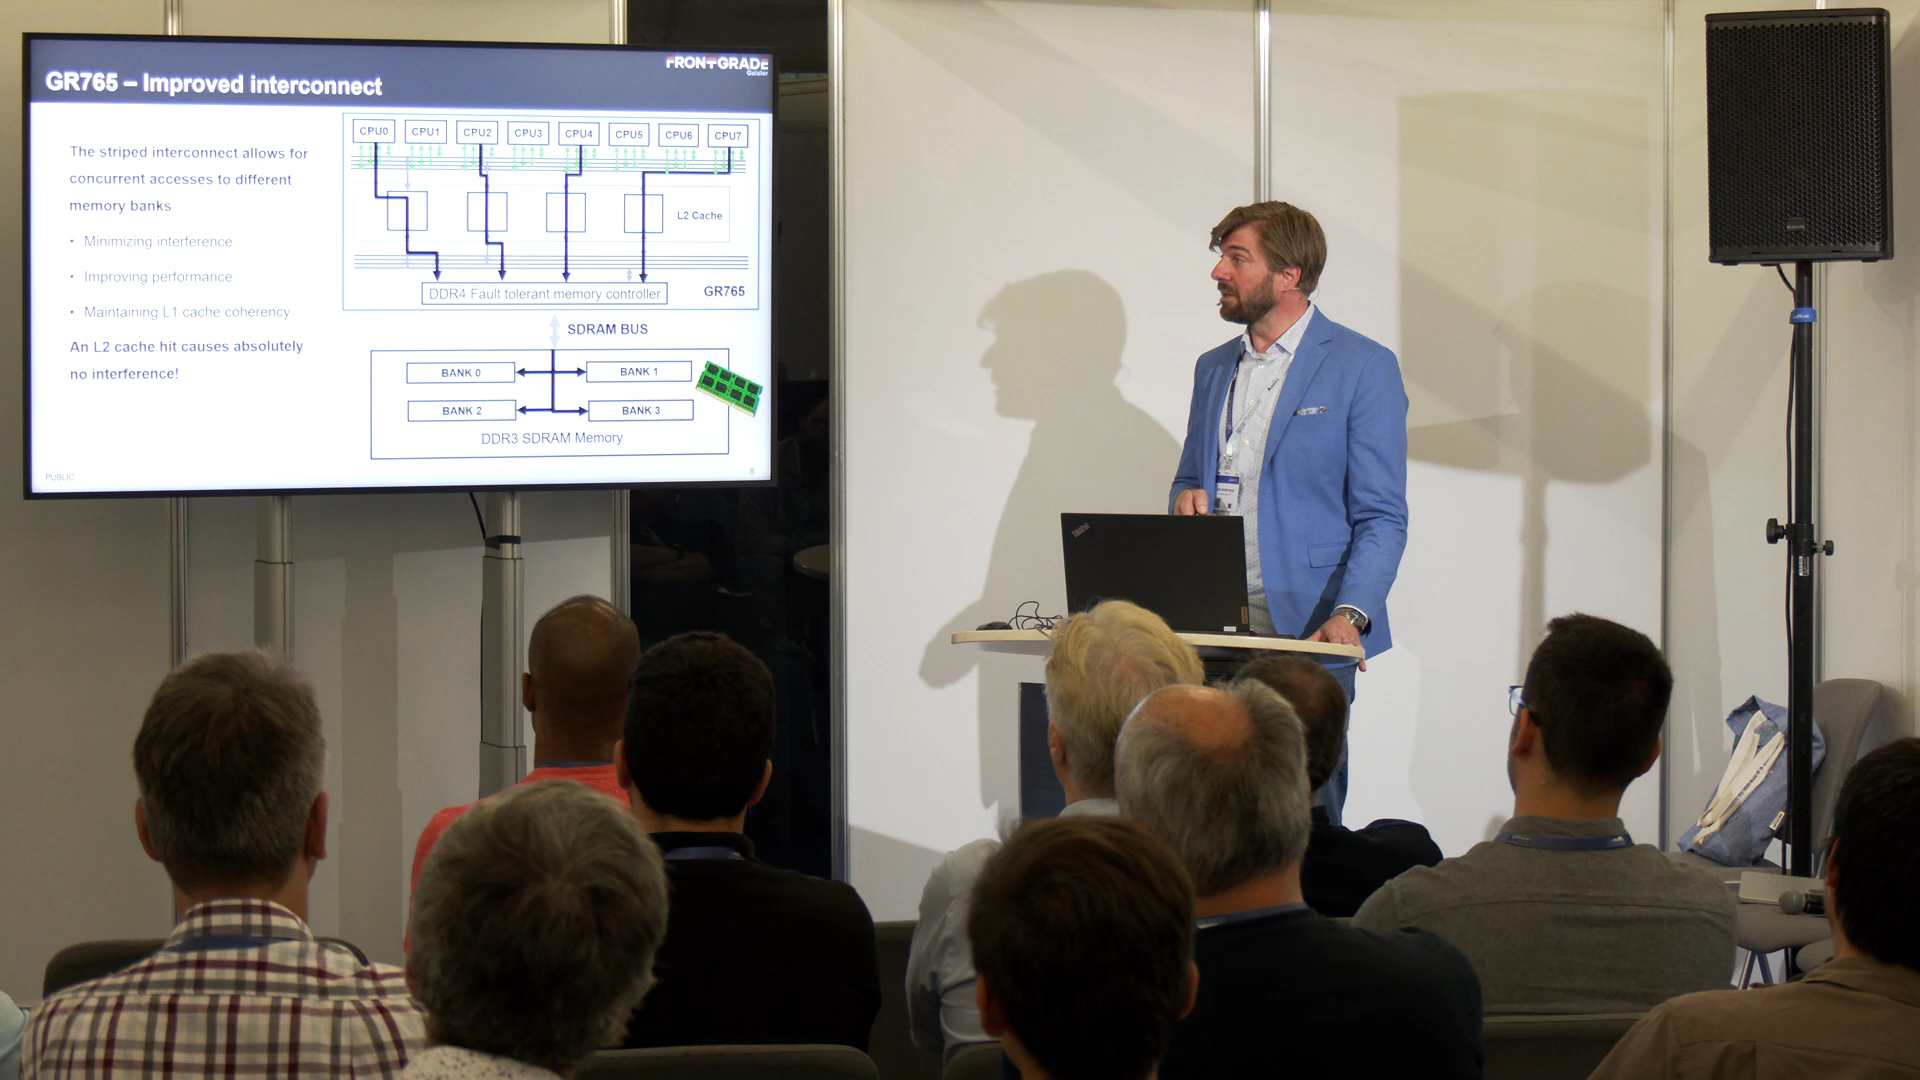 FRONTGRADE
Gaisler
GR765 – Improved interconnect
The striped interconnect allows for
concurrent accesses to different
memory banks
• Minimizing interference
• Improving performance
• Maintaining L1 cache coherency
An L2 cache hit causes absolutely
no interference!
CPU0 CPU1 CPU2 CPU3 CPU4 CPU5 CPU6 CPU7
L2 Cache
DDR4 Fault tolerant memory controller
GR765
SDRAM BUS
BANK 0 BANK 1
BANK 2 BANK 3
DDR3 SDRAM Memory
PUBLIC
8
ThinkPad